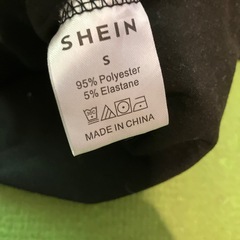 SHEIN
S
95% Polyester
5% Elastane
MADE IN CHINA